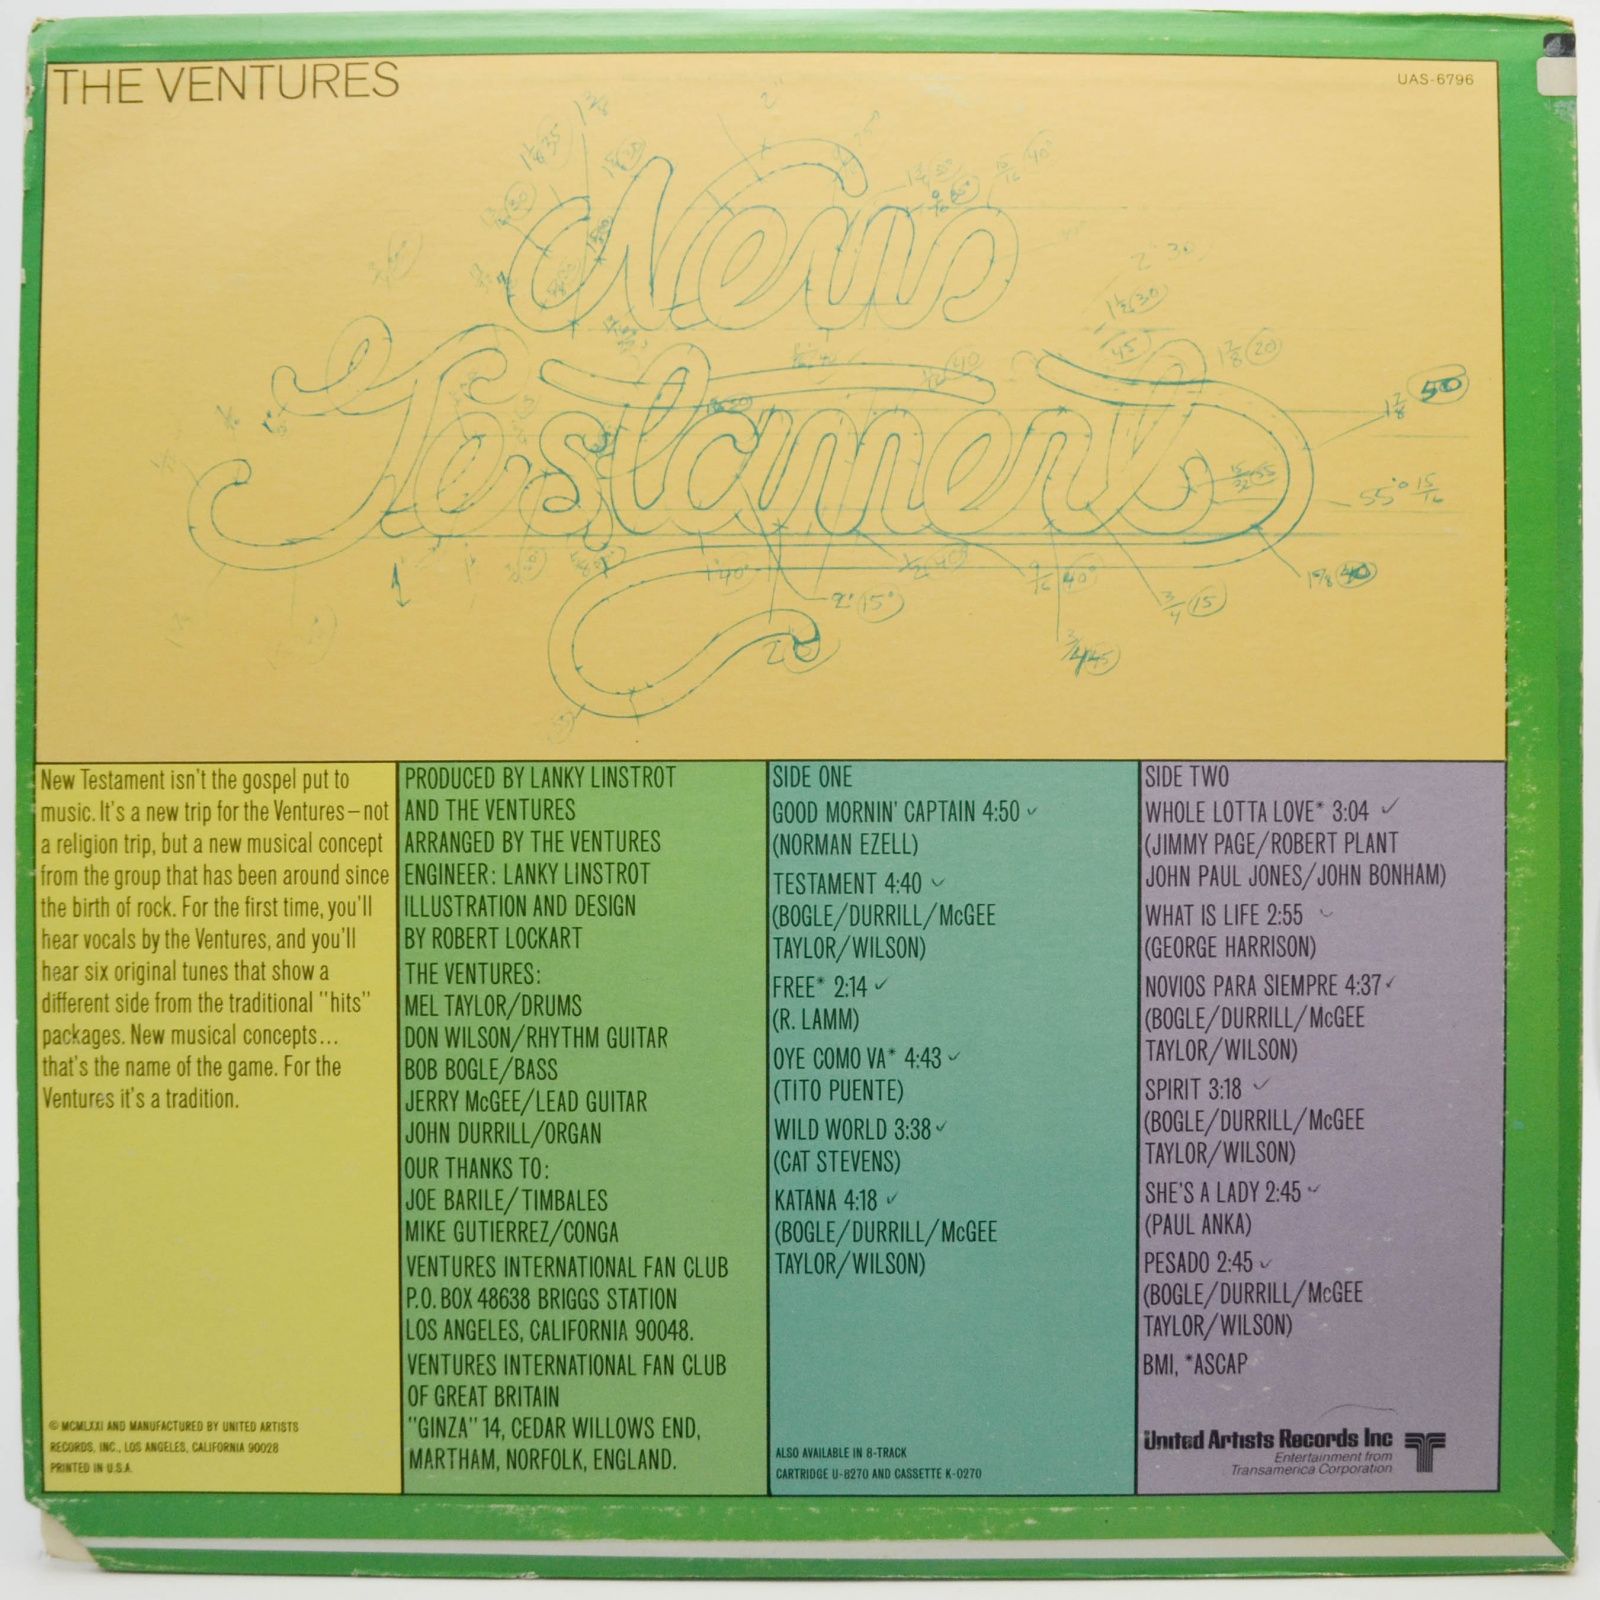 THE VENTURES
UAS-6796
New
Testament
New Testament isn't the gospel put to
music. It's a new trip for the Ventures – not
a religion trip, but a new musical concept
from the group that has been around since
the birth of rock. For the first time, you'll
hear vocals by the Ventures, and you'll
hear six original tunes that show a
different side from the traditional "hits"
packages. New musical concepts...
that's the name of the game. For the
Ventures it's a tradition.
© MCMLXXI AND MANUFACTURED BY UNITED ARTISTS
RECORDS, INC., LOS ANGELES, CALIFORNIA 90028
PRINTED IN U.S.A.
PRODUCED BY LANKY LINSTROT
AND THE VENTURES
ARRANGED BY THE VENTURES
ENGINEER: LANKY LINSTROT
ILLUSTRATION AND DESIGN
BY ROBERT LOCKART
THE VENTURES:
MEL TAYLOR/DRUMS
DON WILSON/RHYTHM GUITAR
BOB BOGLE/BASS
JERRY McGEE/LEAD GUITAR
JOHN DURRILL/ORGAN
OUR THANKS TO:
JOE BARILE/TIMBALES
MIKE GUTIERREZ/CONGA
VENTURES INTERNATIONAL FAN CLUB
P.O. BOX 48638 BRIGGS STATION
LOS ANGELES, CALIFORNIA 90048.
VENTURES INTERNATIONAL FAN CLUB
OF GREAT BRITAIN
"GINZA" 14, CEDAR WILLOWS END,
MARTHAM, NORFOLK, ENGLAND.
SIDE ONE
GOOD MORNIN' CAPTAIN 4:50
(NORMAN EZELL)
TESTAMENT 4:40
(BOGLE/DURRILL/McGEE
TAYLOR/WILSON)
FREE* 2:14
(R. LAMM)
OYE COMO VA* 4:43
(TITO PUENTE)
WILD WORLD 3:38
(CAT STEVENS)
KATANA 4:18
(BOGLE/DURRILL/McGEE
TAYLOR/WILSON)
ALSO AVAILABLE IN 8-TRACK
CARTRIDGE U-8270 AND CASSETTE K-0270
SIDE TWO
WHOLE LOTTA LOVE* 3:04
(JIMMY PAGE/ROBERT PLANT
JOHN PAUL JONES/JOHN BONHAM)
WHAT IS LIFE 2:55
(GEORGE HARRISON)
NOVIOS PARA SIEMPRE 4:37
(BOGLE/DURRILL/McGEE
TAYLOR/WILSON)
SPIRIT 3:18
(BOGLE/DURRILL/McGEE
TAYLOR/WILSON)
SHE'S A LADY 2:45
(PAUL ANKA)
PESADO 2:45
(BOGLE/DURRILL/McGEE
TAYLOR/WILSON)
BMI, *ASCAP
United Artists Records Inc
Entertainment from
Transamerica Corporation